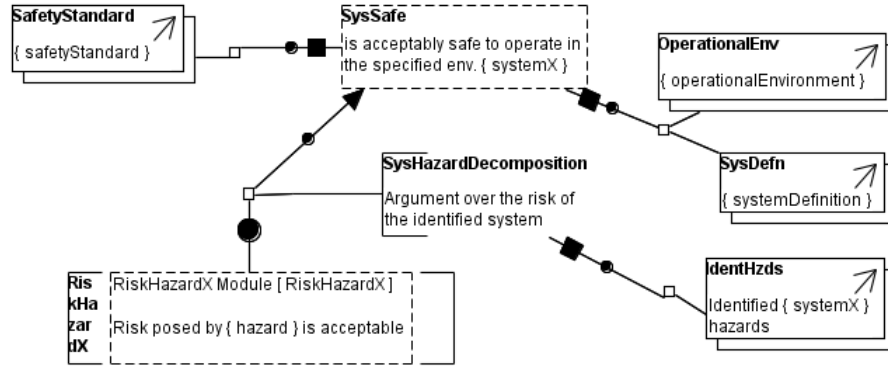 SafetyStandard
{ safetyStandard }
SysSafe
is acceptably safe to operate in
the specified env. { systemX }
OperationalEnv
{ operationalEnvironment }
SysHazardDecomposition
Argument over the risk of
the identified system
SysDefn
{ systemDefinition }
IdentHzds
Identified { systemX }
hazards
Ris
kHa
zar
dX
RiskHazardX Module [ RiskHazardX ]
Risk posed by { hazard } is acceptable